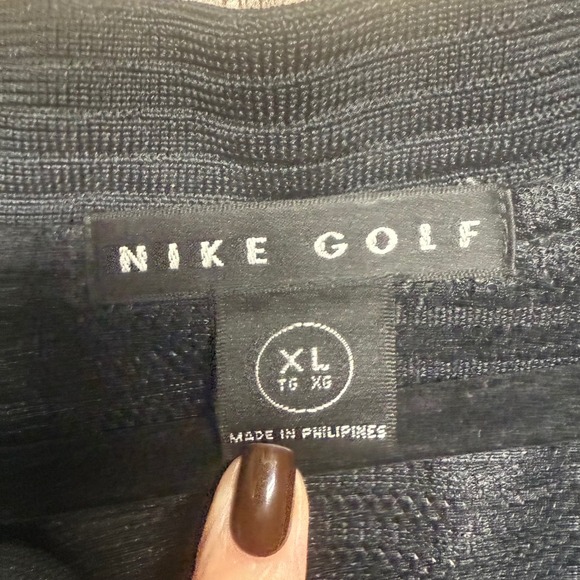 NIKE GOLF
XL
TG XG
MADE IN PHILIPINES